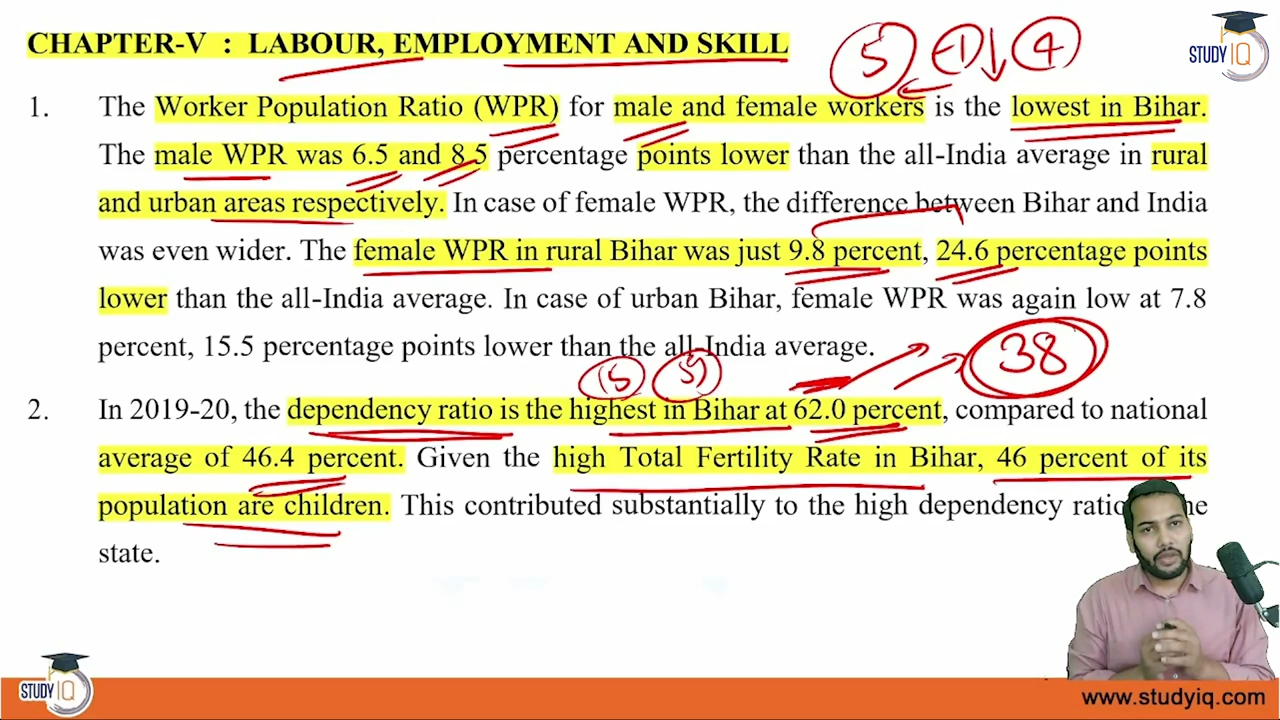 CHAPTER-V : LABOUR, EMPLOYMENT AND SKILL
5 -1 ↓ 4
STUDY IQ
1. The Worker Population Ratio (WPR) for male and female workers is the lowest in Bihar.
The male WPR was 6.5 and 8.5 percentage points lower than the all-India average in rural
and urban areas respectively. In case of female WPR, the difference between Bihar and India
was even wider. The female WPR in rural Bihar was just 9.8 percent, 24.6 percentage points
lower than the all-India average. In case of urban Bihar, female WPR was again low at 7.8
percent, 15.5 percentage points lower than the all-India average.
38
15 59
2. In 2019-20, the dependency ratio is the highest in Bihar at 62.0 percent, compared to national
average of 46.4 percent. Given the high Total Fertility Rate in Bihar, 46 percent of its
population are children. This contributed substantially to the high dependency
state.
STUDY IQ
www.studyiq.com